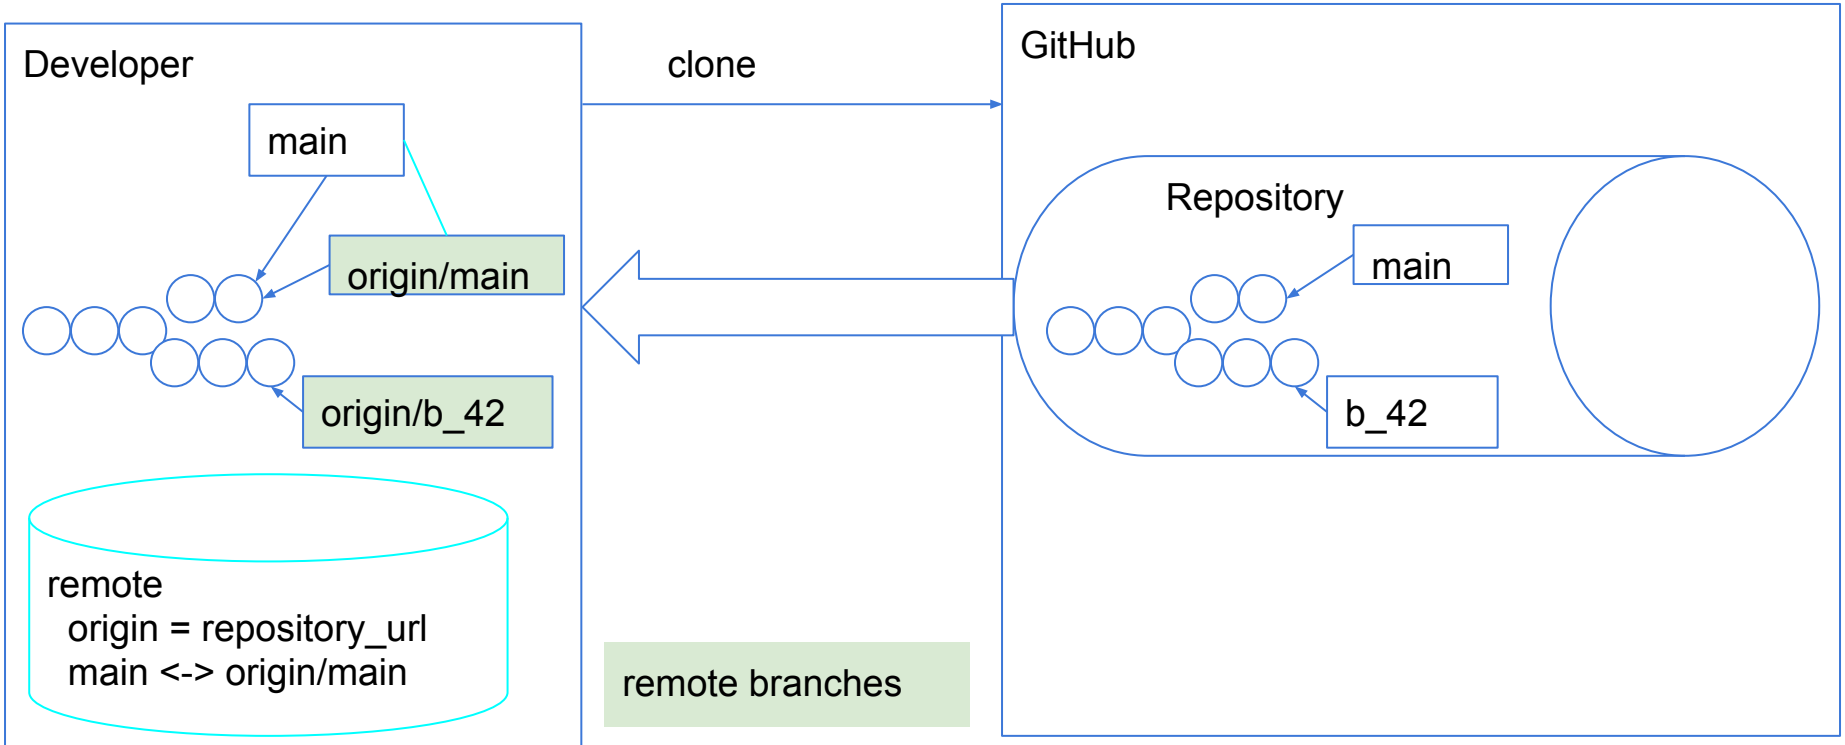 Developer
clone
GitHub
main
origin/main
origin/b_42
Repository
main
b_42
remote
origin = repository_url
main <-> origin/main
remote branches